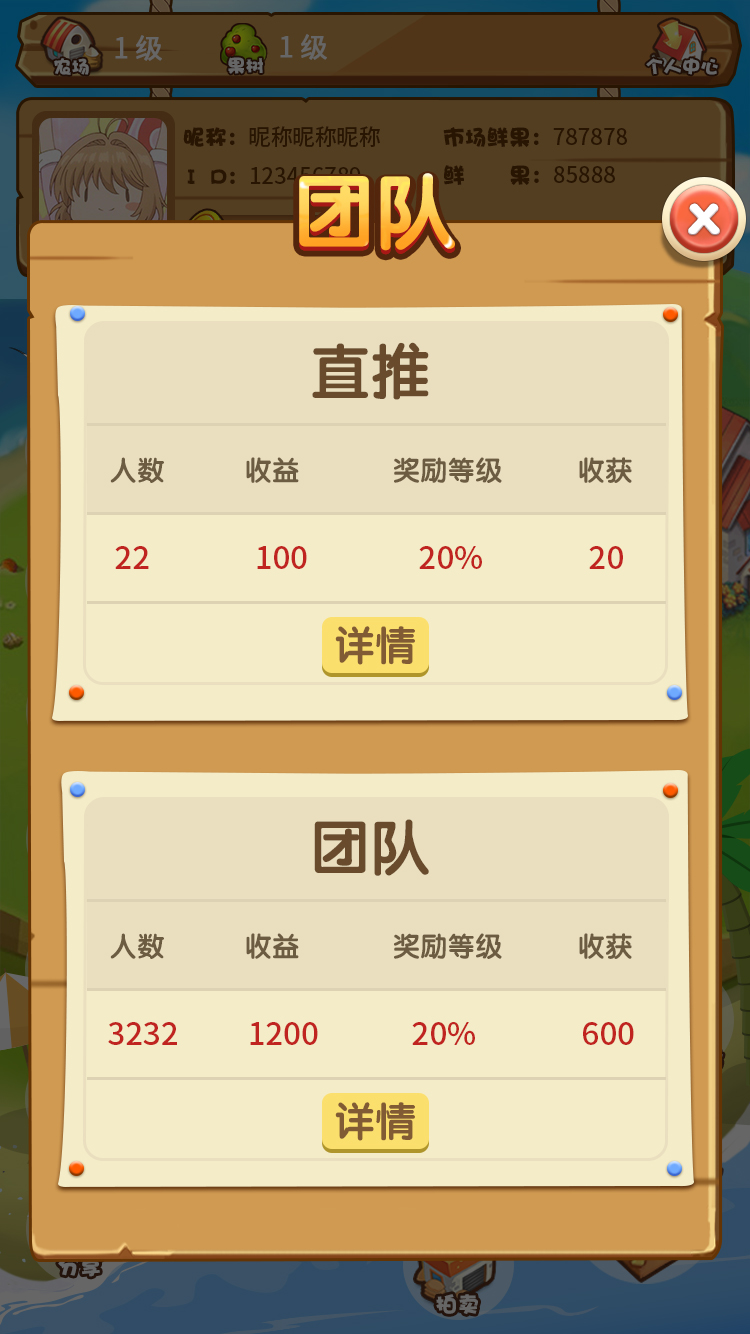 农场 1级 果树 1级 个人中心
昵称: 昵称昵称昵称 市场鲜果: 787878
鲜 果: 85888
团队
直推
人数 收益 奖励等级 收获
22 100 20% 20
详情
团队
人数 收益 奖励等级 收获
3232 1200 20% 600
详情
分享
拍卖